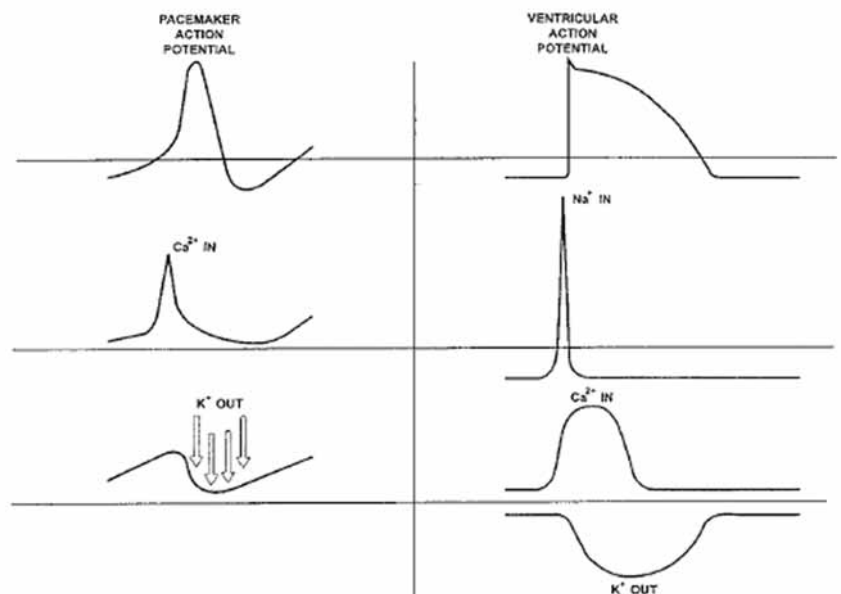 PACEMAKER
ACTION
POTENTIAL
Ca²⁺ IN
K⁺ OUT
VENTRICULAR
ACTION
POTENTIAL
Na⁺ IN
Ca²⁺ IN
K⁺ OUT